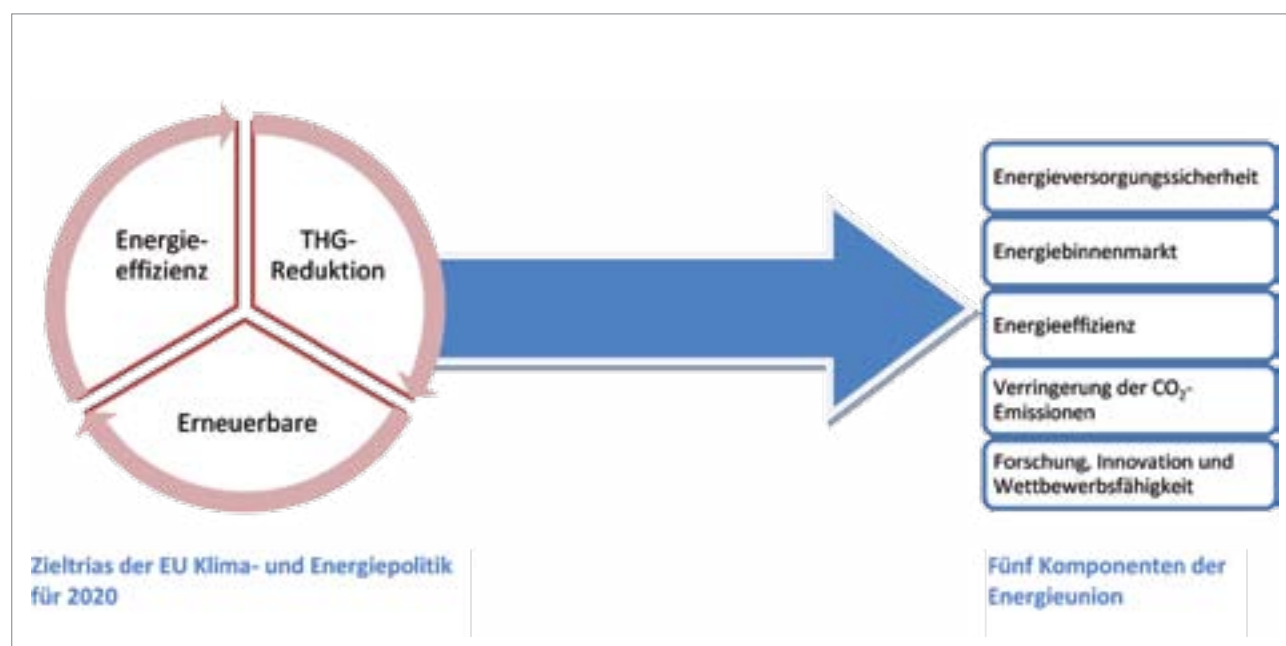 Energie-
effizienz
THG-
Reduktion
Erneuerbare
Zieltrias der EU Klima- und Energiepolitik
für 2020
Energieversorgungssicherheit
Energiebinnenmarkt
Energieeffizienz
Verringerung der CO₂-
Emissionen
Forschung, Innovation und
Wettbewerbsfähigkeit
Fünf Komponenten der
Energieunion